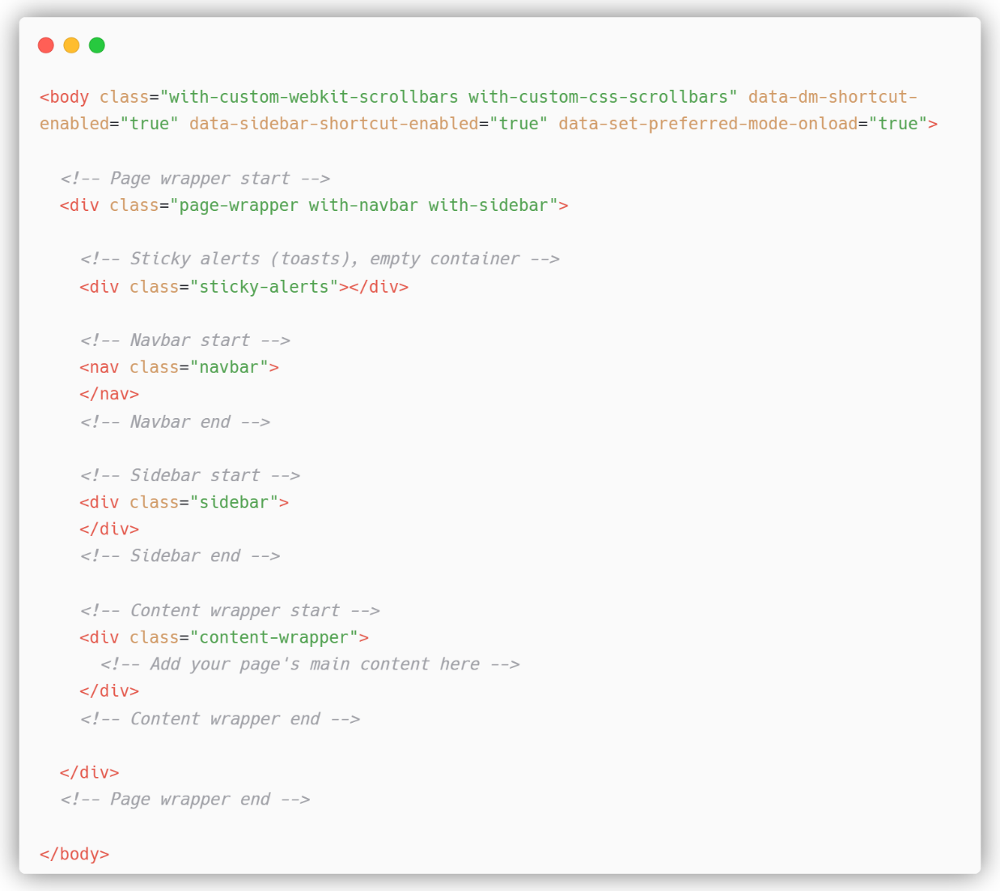 <body class="with-custom-webkit-scrollbars with-custom-css-scrollbars" data-dm-shortcut-
enabled="true" data-sidebar-shortcut-enabled="true" data-set-preferred-mode-onload="true">
<!-- Page wrapper start -->
<div class="page-wrapper with-navbar with-sidebar">
<!-- Sticky alerts (toasts), empty container -->
<div class="sticky-alerts"></div>
<!-- Navbar start -->
<nav class="navbar">
</nav>
<!-- Navbar end -->
<!-- Sidebar start -->
<div class="sidebar">
</div>
<!-- Sidebar end -->
<!-- Content wrapper start -->
<div class="content-wrapper">
<!-- Add your page's main content here -->
</div>
<!-- Content wrapper end -->
</div>
<!-- Page wrapper end -->
</body>